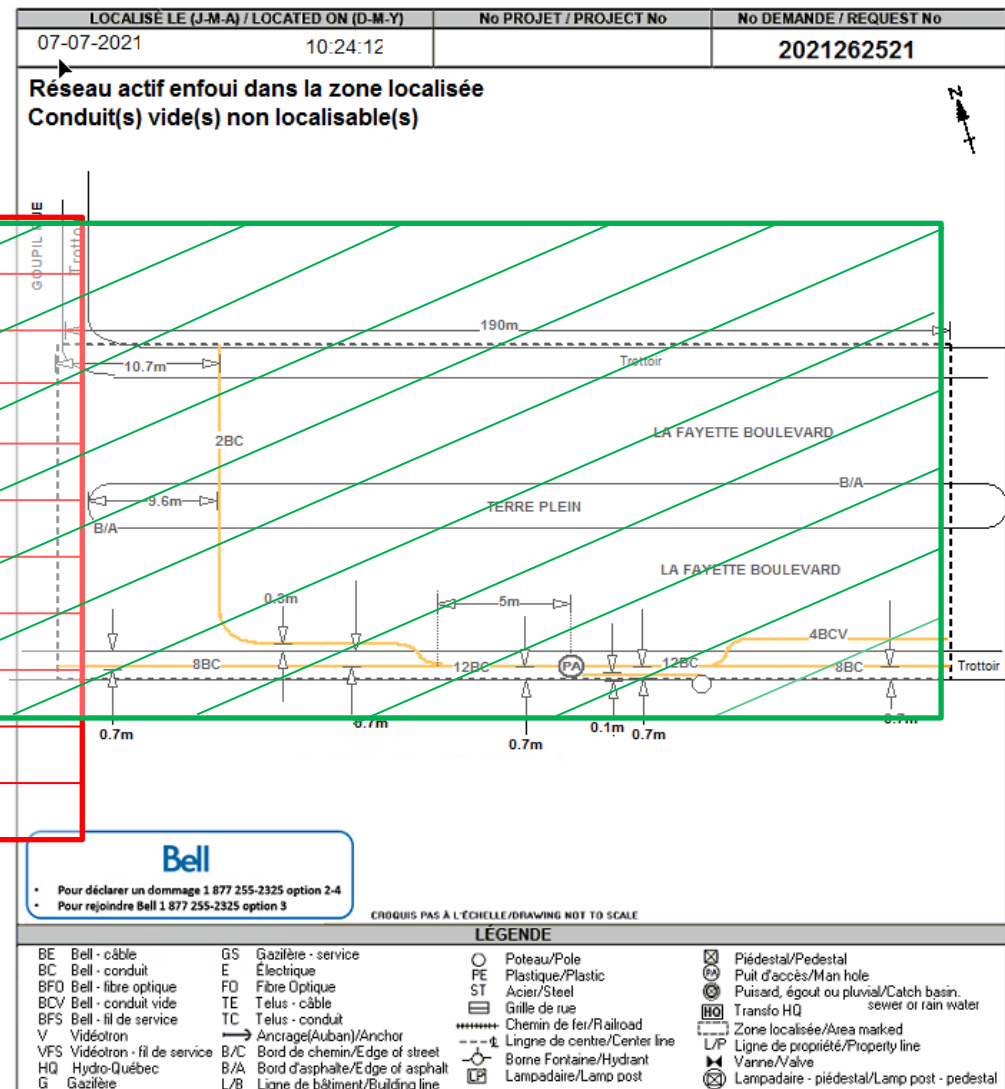 LOCALISÉ LE (J-M-A) / LOCATED ON (D-M-Y) No PROJET / PROJECT No No DEMANDE / REQUEST No
07-07-2021 10:24:12 2021262521
Réseau actif enfoui dans la zone localisée
Conduit(s) vide(s) non localisable(s)
N
GOUPIL
Trotto
190m
10.7m
Trottoir
2BC
LA FAYETTE BOULEVARD
B/A
9.6m
TERRE PLEIN
B/A
LA FAYETTE BOULEVARD
0.3m
5m
4BCV
8BC 12BC PA 12BC 8BC Trottoir
0.7m 0.7m 0.7m 0.1m 0.7m 0.7m
Bell
• Pour déclarer un dommage 1 877 255-2325 option 2-4
• Pour rejoindre Bell 1 877 255-2325 option 3
CROQUIS PAS À L'ÉCHELLE/DRAWING NOT TO SCALE
LÉGENDE
BE Bell - câble
BC Bell - conduit
BFO Bell - fibre optique
BCV Bell - conduit vide
BFS Bell - fil de service
V Vidéotron
VFS Vidéotron - fil de service
HQ Hydro-Québec
G Gazifère
GS Gazifère - service
E Électrique
FO Fibre Optique
TE Telus - câble
TC Telus - conduit
Ancrage(Auban)/Anchor
B/C Bord de chemin/Edge of street
B/A Bord d'asphalte/Edge of asphalt
L/B Ligne de bâtiment/Building line
Poteau/Pole
PE Plastique/Plastic
ST Acier/Steel
Grille de rue
Chemin de fer/Railroad
Lingne de centre/Center line
Borne Fontaine/Hydrant
LP Lampadaire/Lamp post
Piédestal/Pedestal
PA Puit d'accès/Man hole
Puisard, égout ou pluvial/Catch basin.
sewer or rain water
HQ Transfo HQ
Zone localisée/Area marked
L/P Ligne de propriété/Property line
Vanne/Valve
Lampadaire - piédestal/Lamp post - pedestal